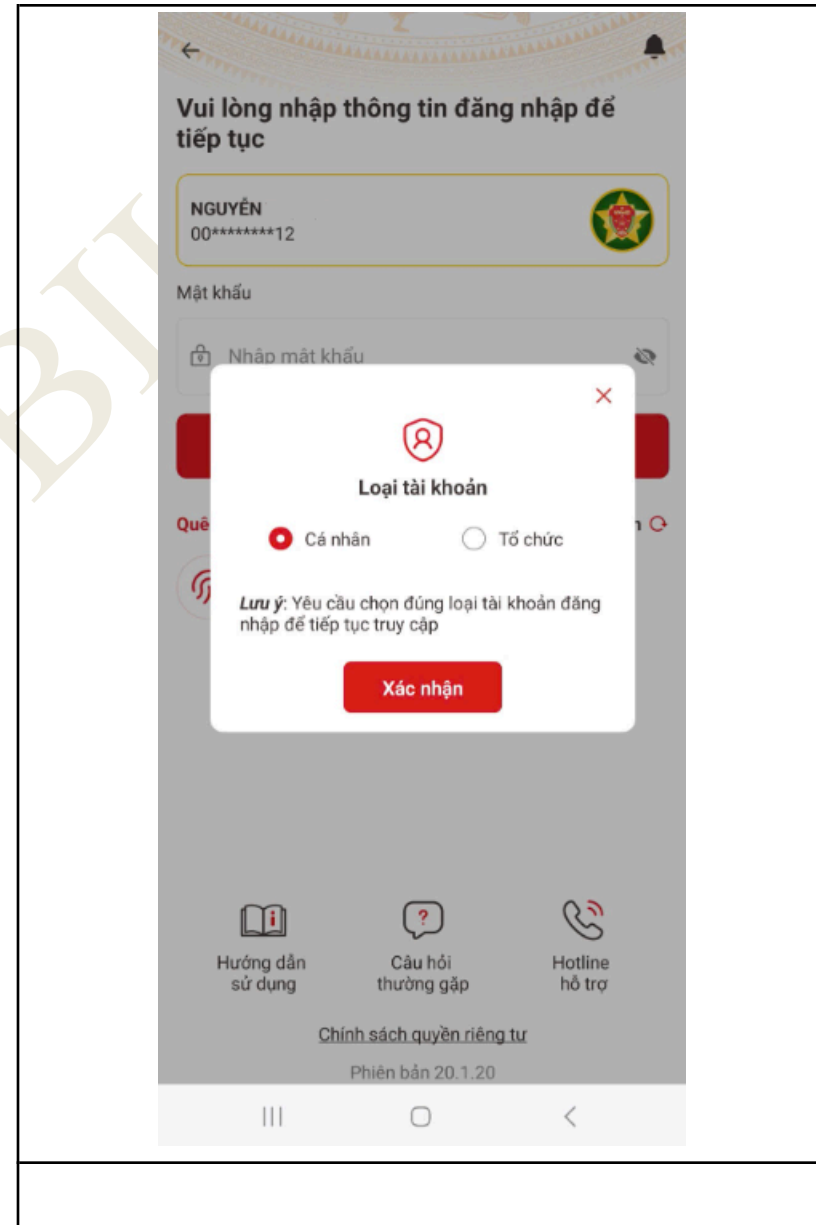 Vui lòng nhập thông tin đăng nhập để
tiếp tục
NGUYỄN
00********12
Mật khẩu
Nhập mật khẩu
Loại tài khoản
Quê
n
Cá nhân
Tổ chức
Lưu ý: Yêu cầu chọn đúng loại tài khoản đăng
nhập để tiếp tục truy cập
Xác nhận
Hướng dẫn
sử dụng
Câu hỏi
thường gặp
Hotline
hỗ trợ
Chính sách quyền riêng tư
Phiên bản 20.1.20